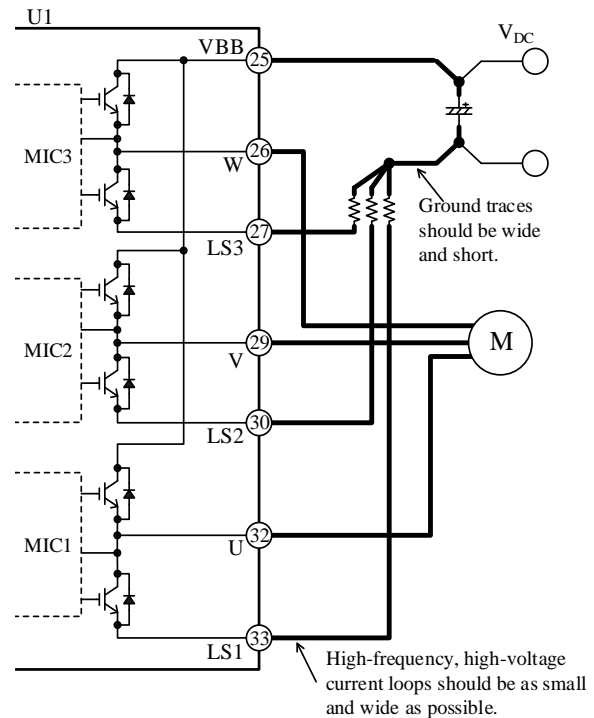 U1
VBB
25
V_DC
+
MIC3
26
W
27
LS3
Ground traces
should be wide
and short.
MIC2
29
V
M
30
LS2
MIC1
32
U
33
LS1
High-frequency, high-voltage
current loops should be as small
and wide as possible.